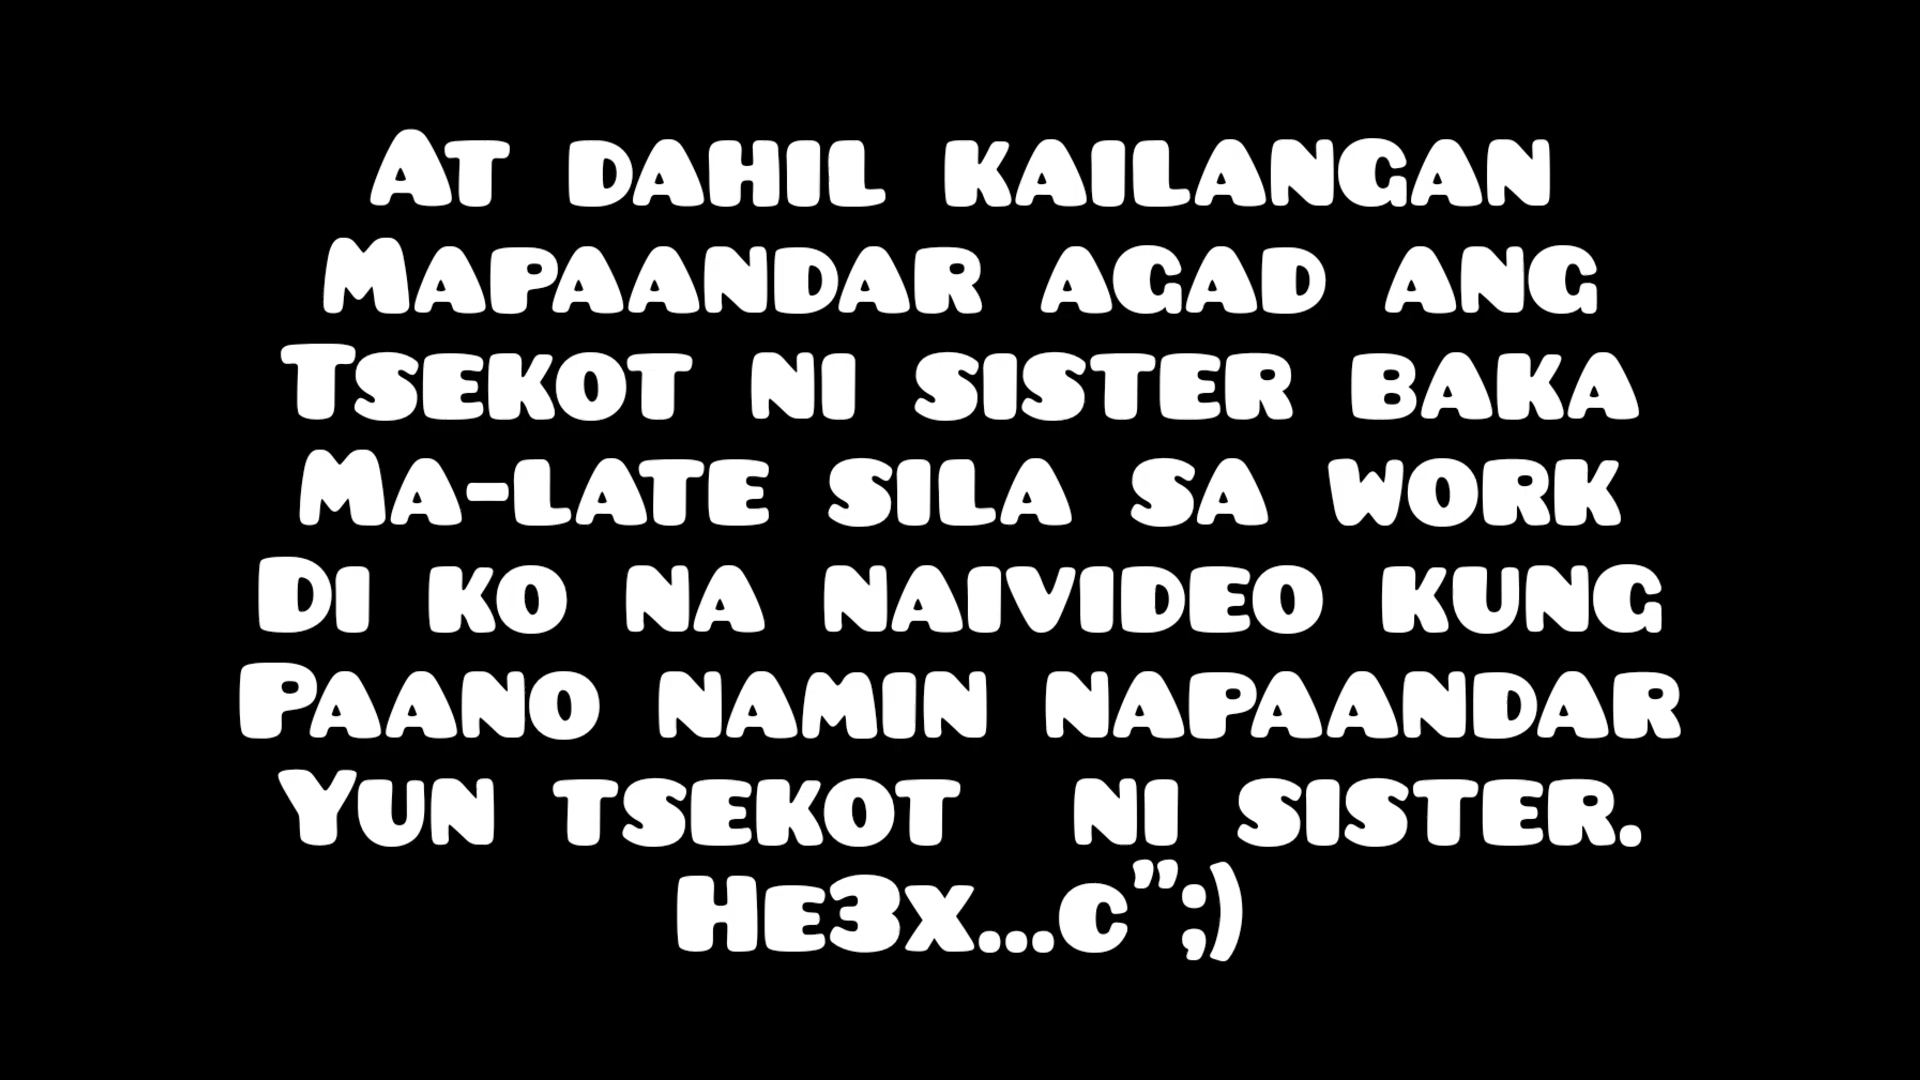 At dahil kailangan
Mapaandar agad ang
Tsekot ni sister baka
Ma-late sila sa work
Di ko na naivideo kung
Paano namin napaandar
Yun tsekot  ni sister.
He3x...c”;)